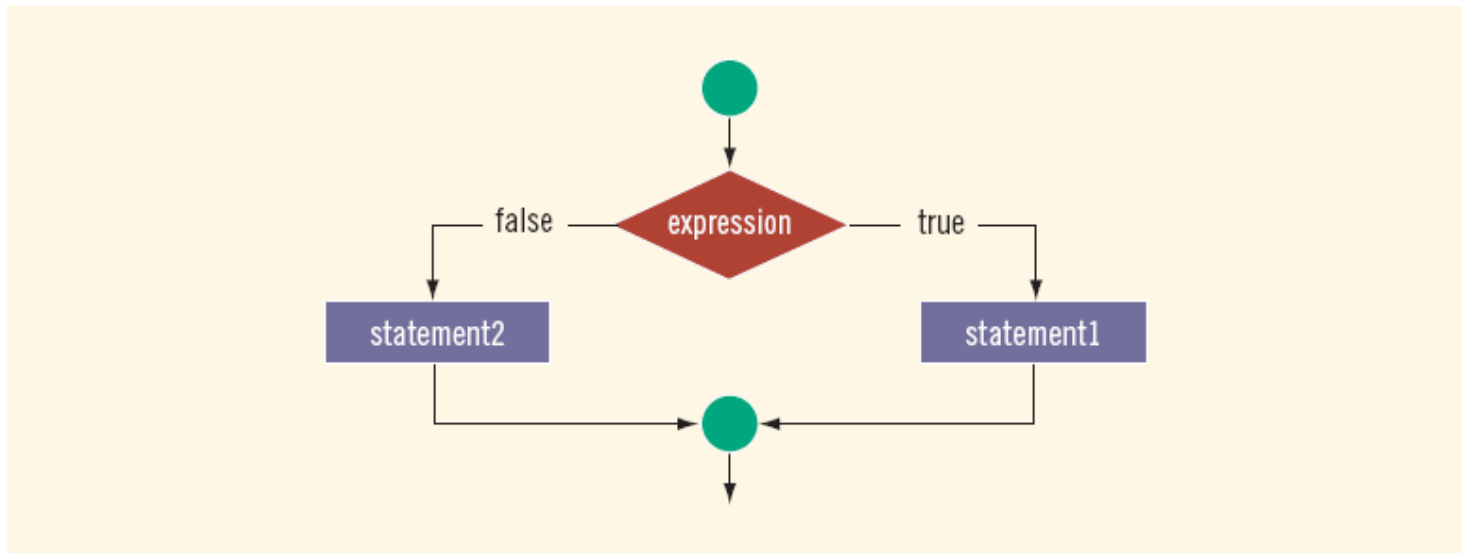 false
expression
true
statement2
statement1